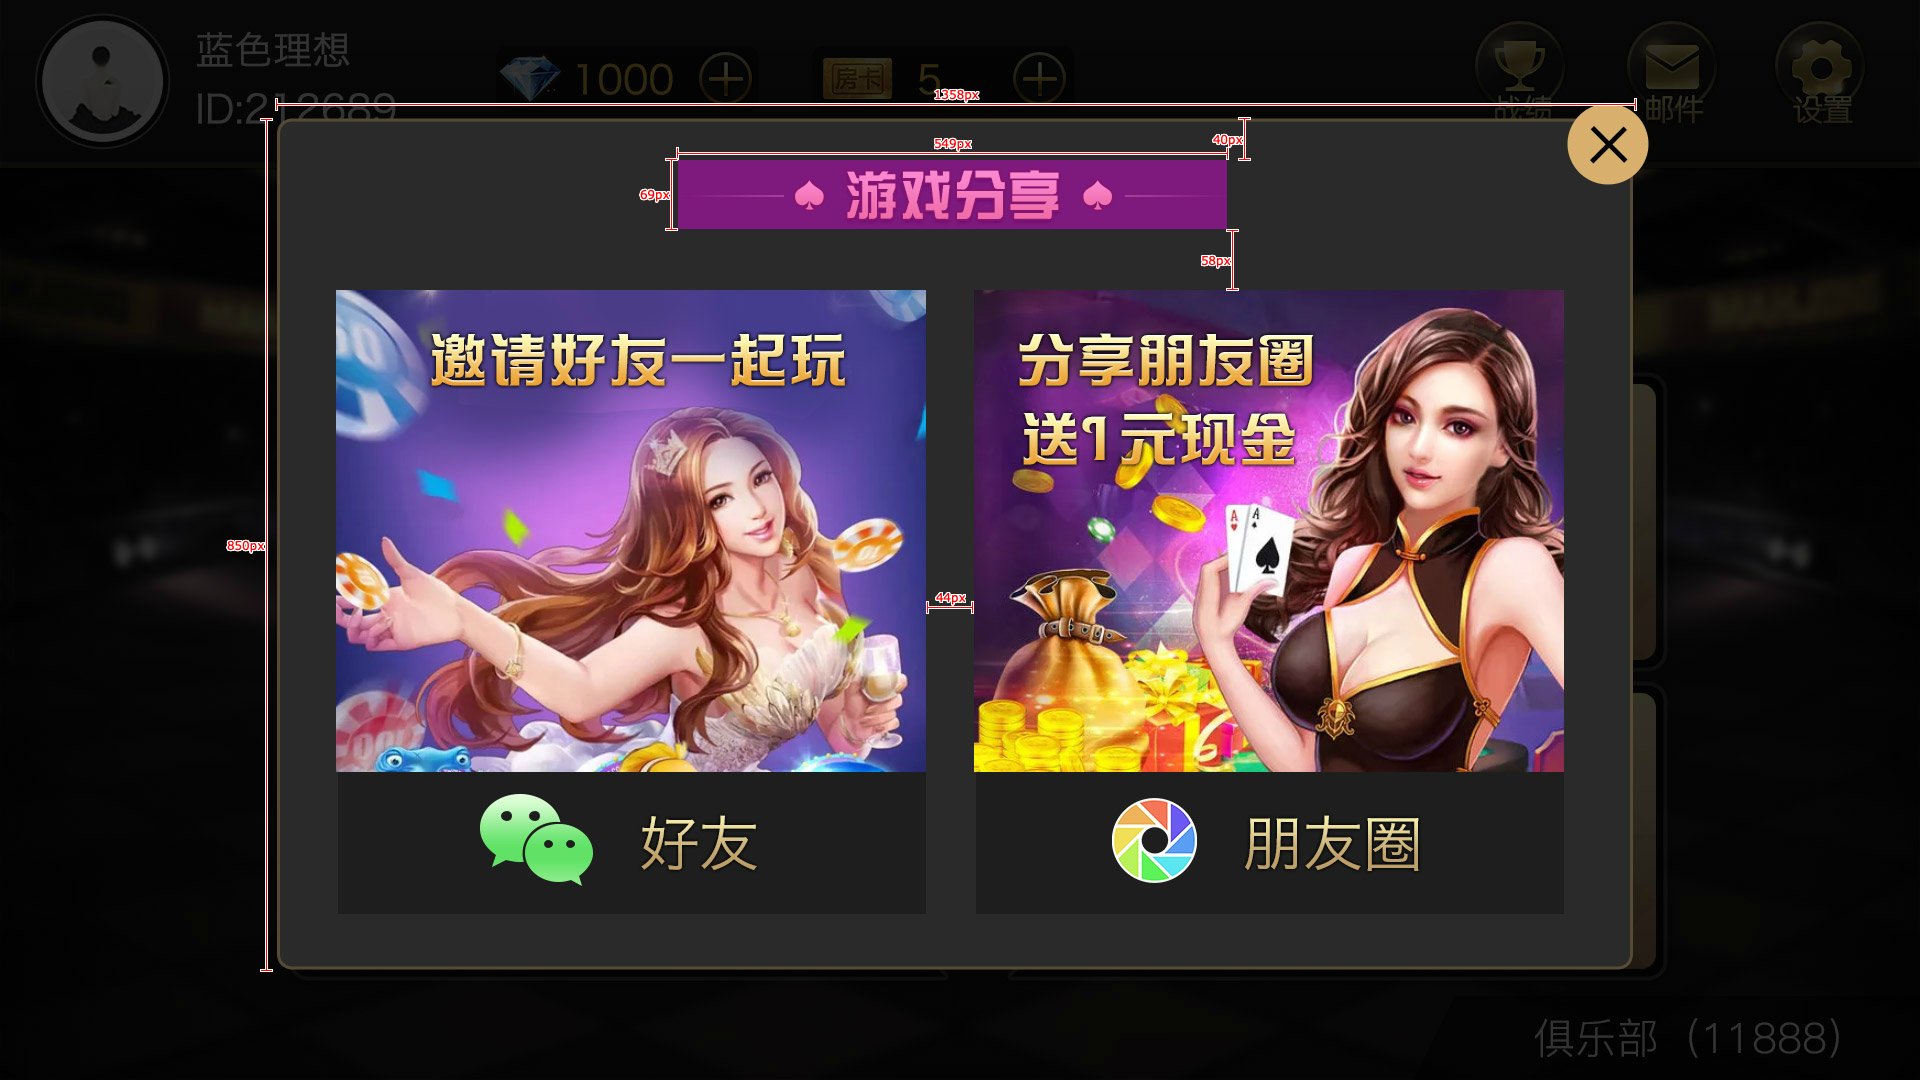 蓝色理想
ID:212689
1000
房卡
5
战绩
邮件
设置
1358px
549px
40px
69px
游戏分享
58px
850px
44px
邀请好友一起玩
分享朋友圈
送1元现金
A
A
好友
朋友圈
俱乐部（11888）